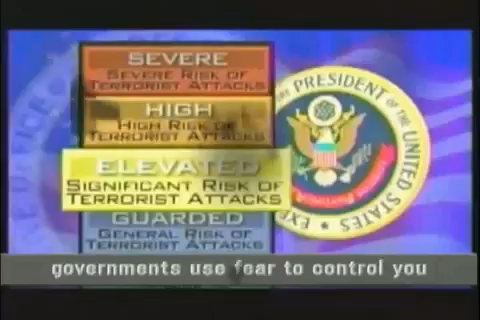 SEVERE
SEVERE RISK OF
TERRORIST ATTACKS
HIGH
HIGH RISK OF
TERRORIST ATTACKS
ELEVATED
SIGNIFICANT RISK OF
TERRORIST ATTACKS
GUARDED
GENERAL RISK OF
TERRORIST ATTACKS
PRESIDENT OF THE UNITED STATES
governments use fear to control you